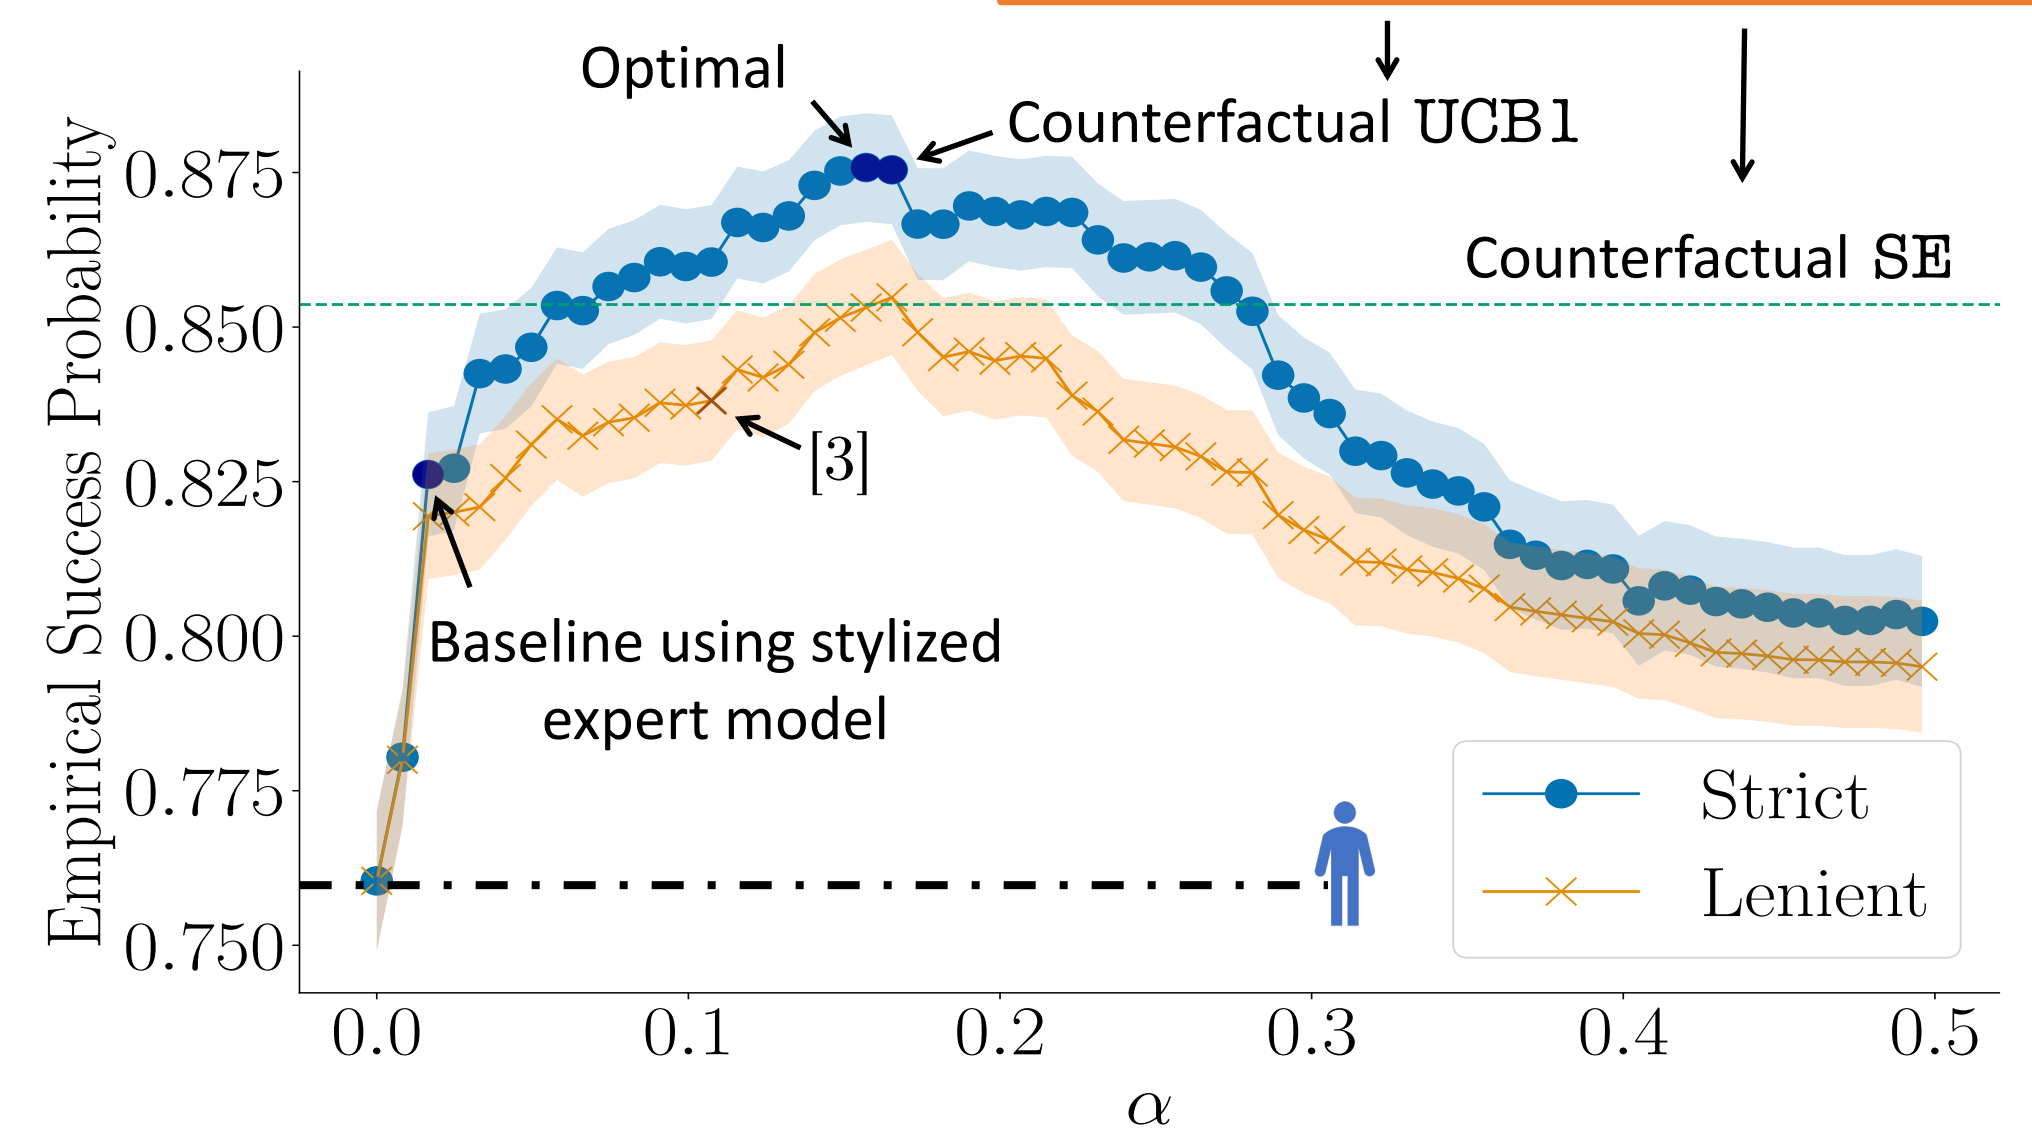 Optimal
Counterfactual UCB1
Counterfactual SE
[3]
Baseline using stylized
expert model
Empirical Success Probability
0.875
0.850
0.825
0.800
0.775
0.750
Strict
Lenient
0.0 0.1 0.2 0.3 0.4 0.5
α